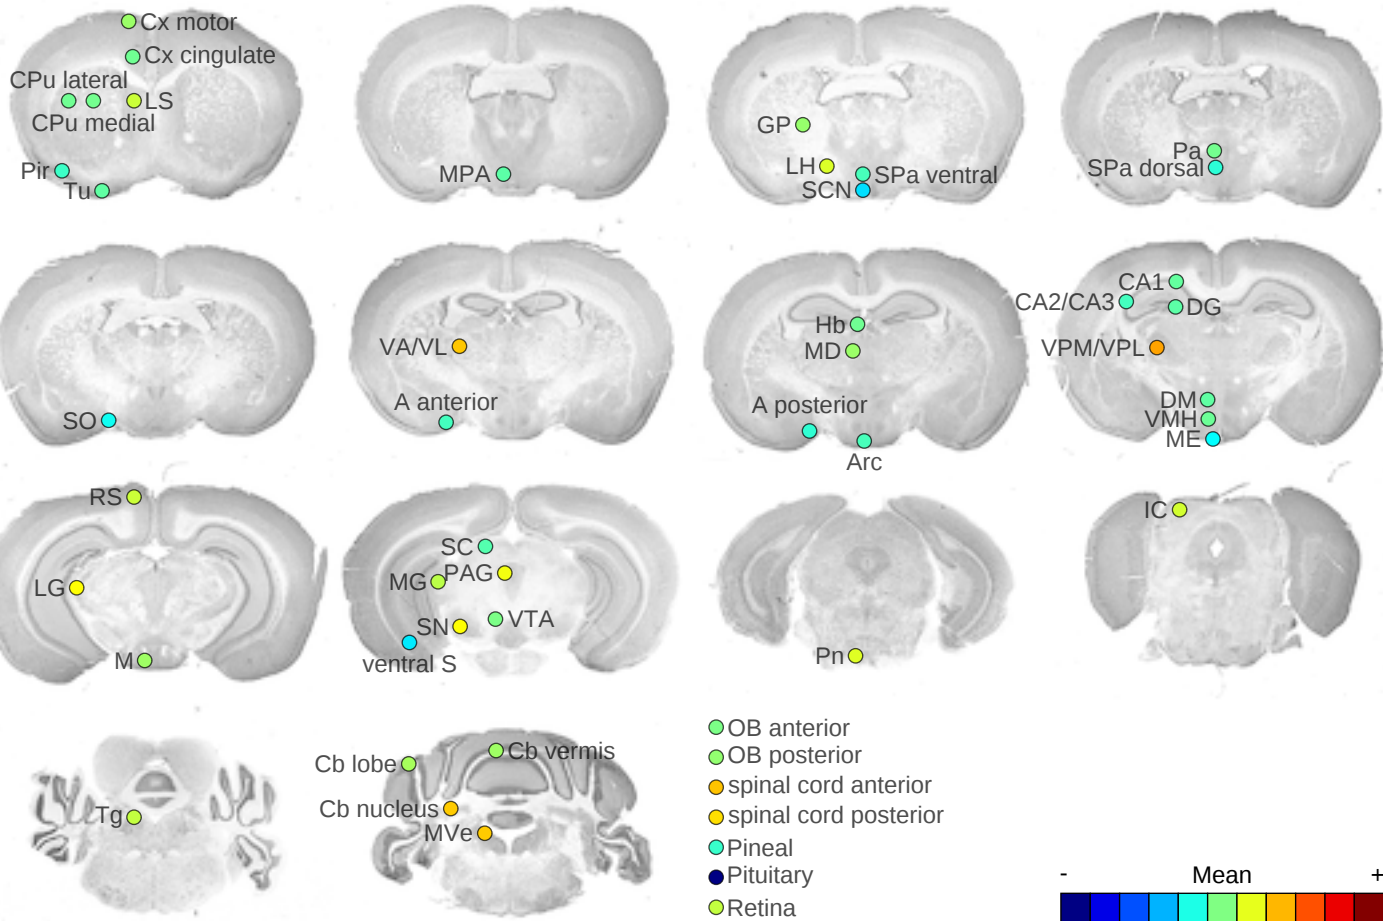 Cx motor
Cx cingulate
CPu lateral
LS
CPu medial
Pir
Tu
MPA
GP
LH
SPa ventral
SCN
Pa
SPa dorsal
SO
VA/VL
A anterior
Hb
MD
A posterior
Arc
CA1
CA2/CA3
DG
VPM/VPL
DM
VMH
ME
RS
LG
M
SC
MG
PAG
SN
VTA
ventral S
Pn
IC
Tg
Cb lobe
Cb vermis
Cb nucleus
MVe
OB anterior
OB posterior
spinal cord anterior
spinal cord posterior
Pineal
Pituitary
Retina
- Mean +